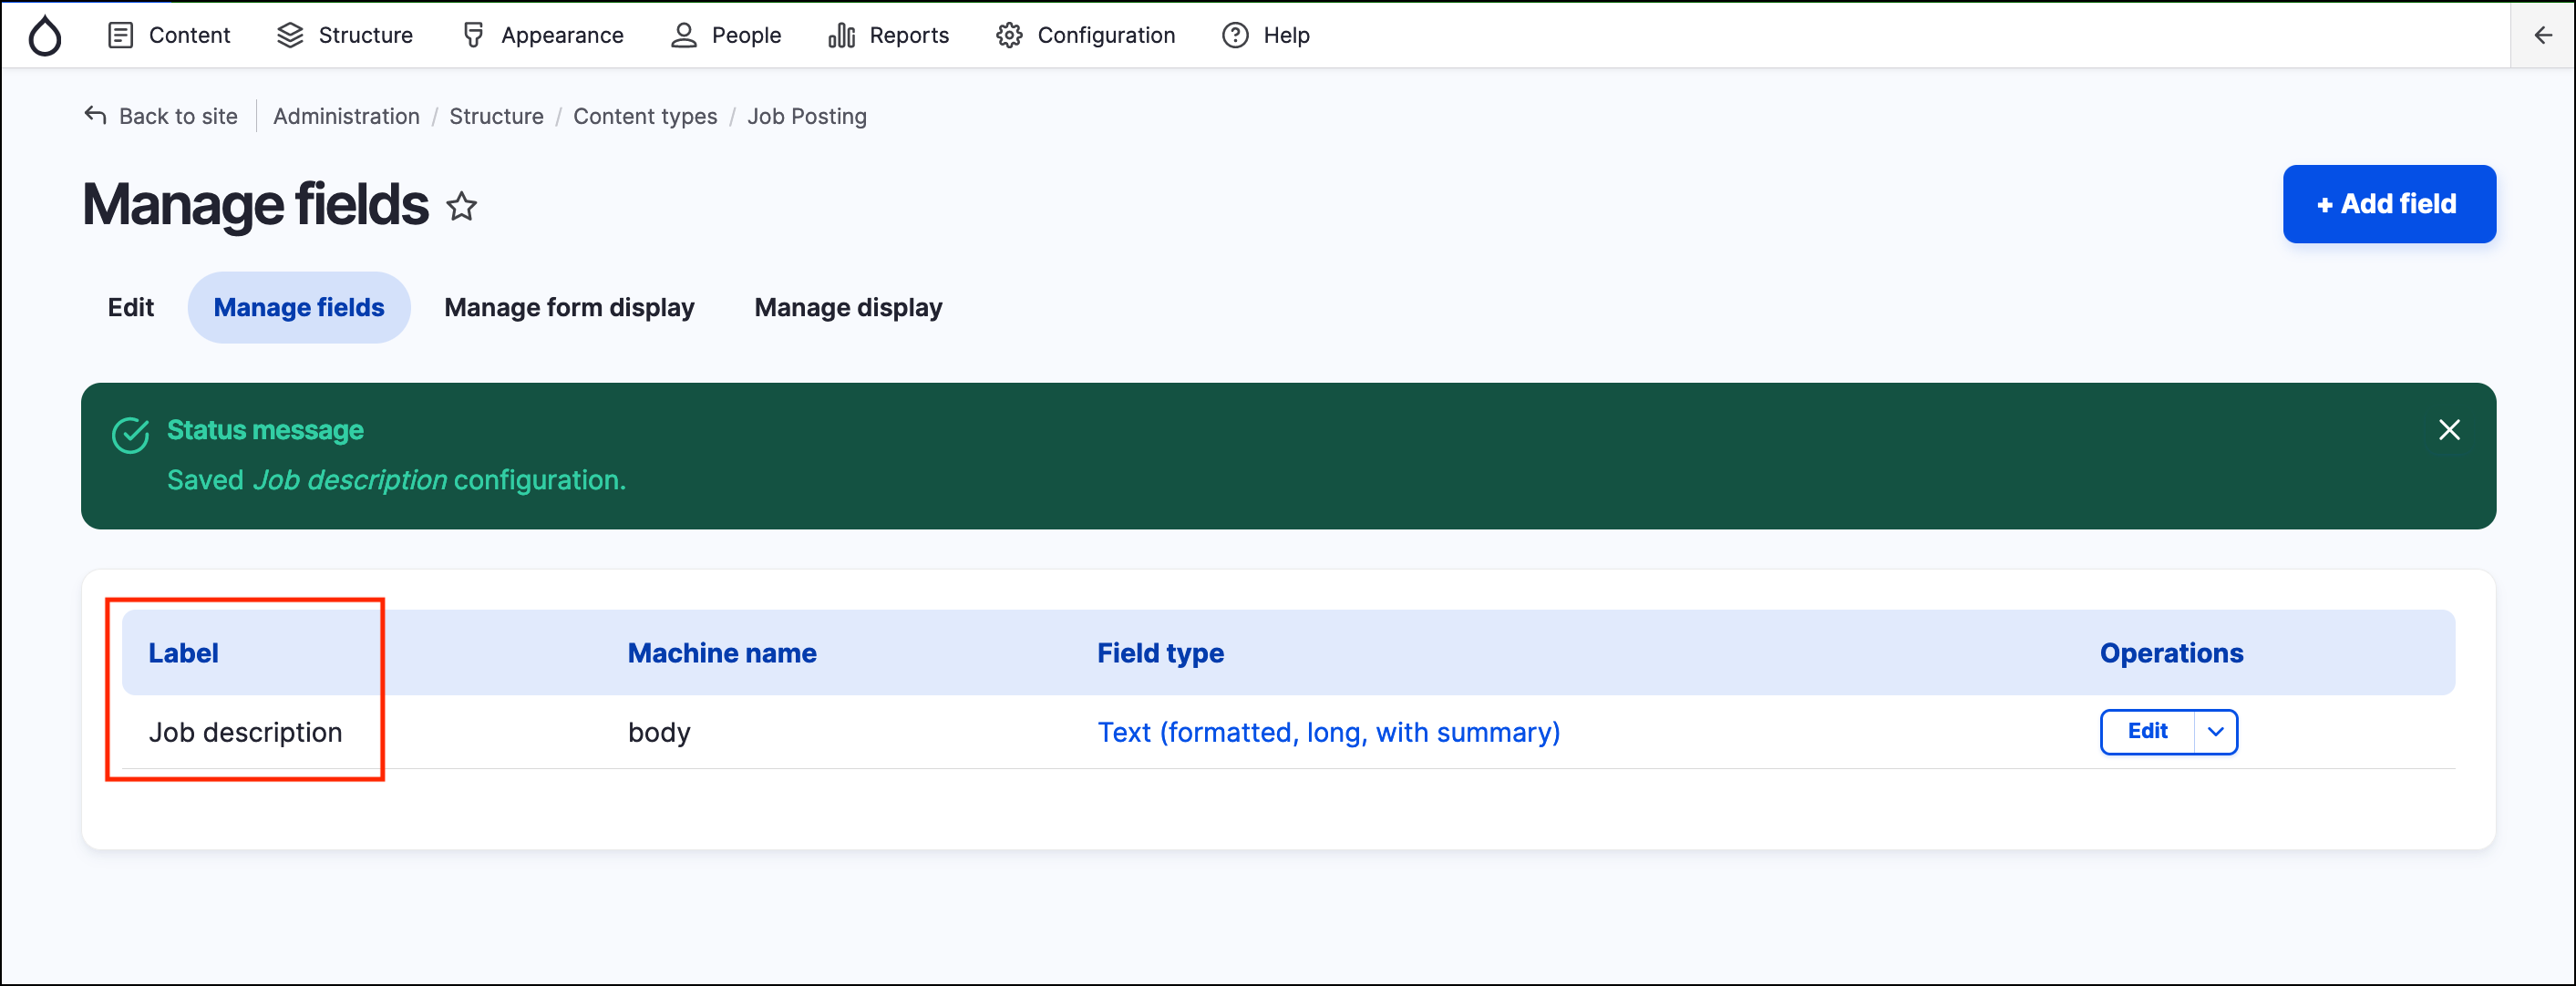 Content Structure Appearance People Reports Configuration Help
Back to site Administration / Structure / Content types / Job Posting
Manage fields
+ Add field
Edit Manage fields Manage form display Manage display
Status message
Saved Job description configuration.
Label Machine name Field type Operations
Job description body Text (formatted, long, with summary) Edit